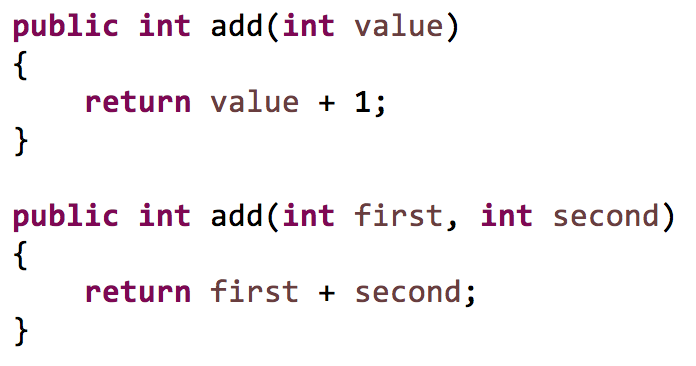 public int add(int value)
{
    return value + 1;
}

public int add(int first, int second)
{
    return first + second;
}